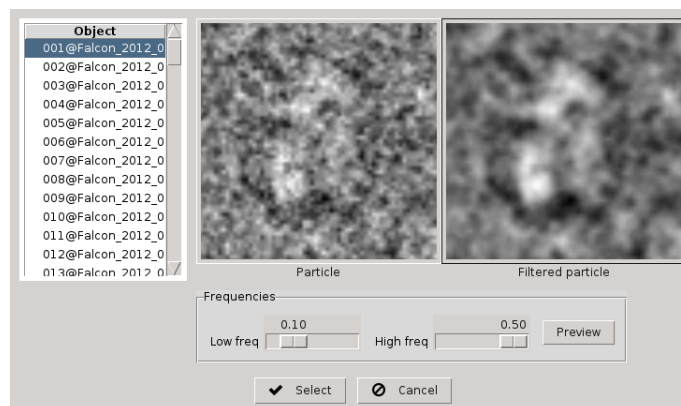 Object
001@Falcon_2012_0
002@Falcon_2012_0
003@Falcon_2012_0
004@Falcon_2012_0
005@Falcon_2012_0
006@Falcon_2012_0
007@Falcon_2012_0
008@Falcon_2012_0
009@Falcon_2012_0
010@Falcon_2012_0
011@Falcon_2012_0
012@Falcon_2012_0
013@Falcon_2012_0
Particle
Filtered particle
Frequencies
Low freq 0.10
High freq 0.50
Preview
Select
Cancel